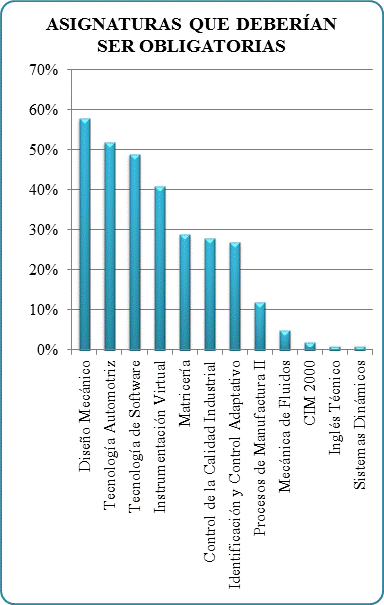 ASIGNATURAS QUE DEBERÍAN
SER OBLIGATORIAS
70%
60%
50%
40%
30%
20%
10%
0%
Diseño Mecánico
Tecnología Automotriz
Tecnología de Software
Instrumentación Virtual
Matricería
Control de la Calidad Industrial
Identificación y Control Adaptativo
Procesos de Manufactura II
Mecánica de Fluidos
CIM 2000
Inglés Técnico
Sistemas Dinámicos